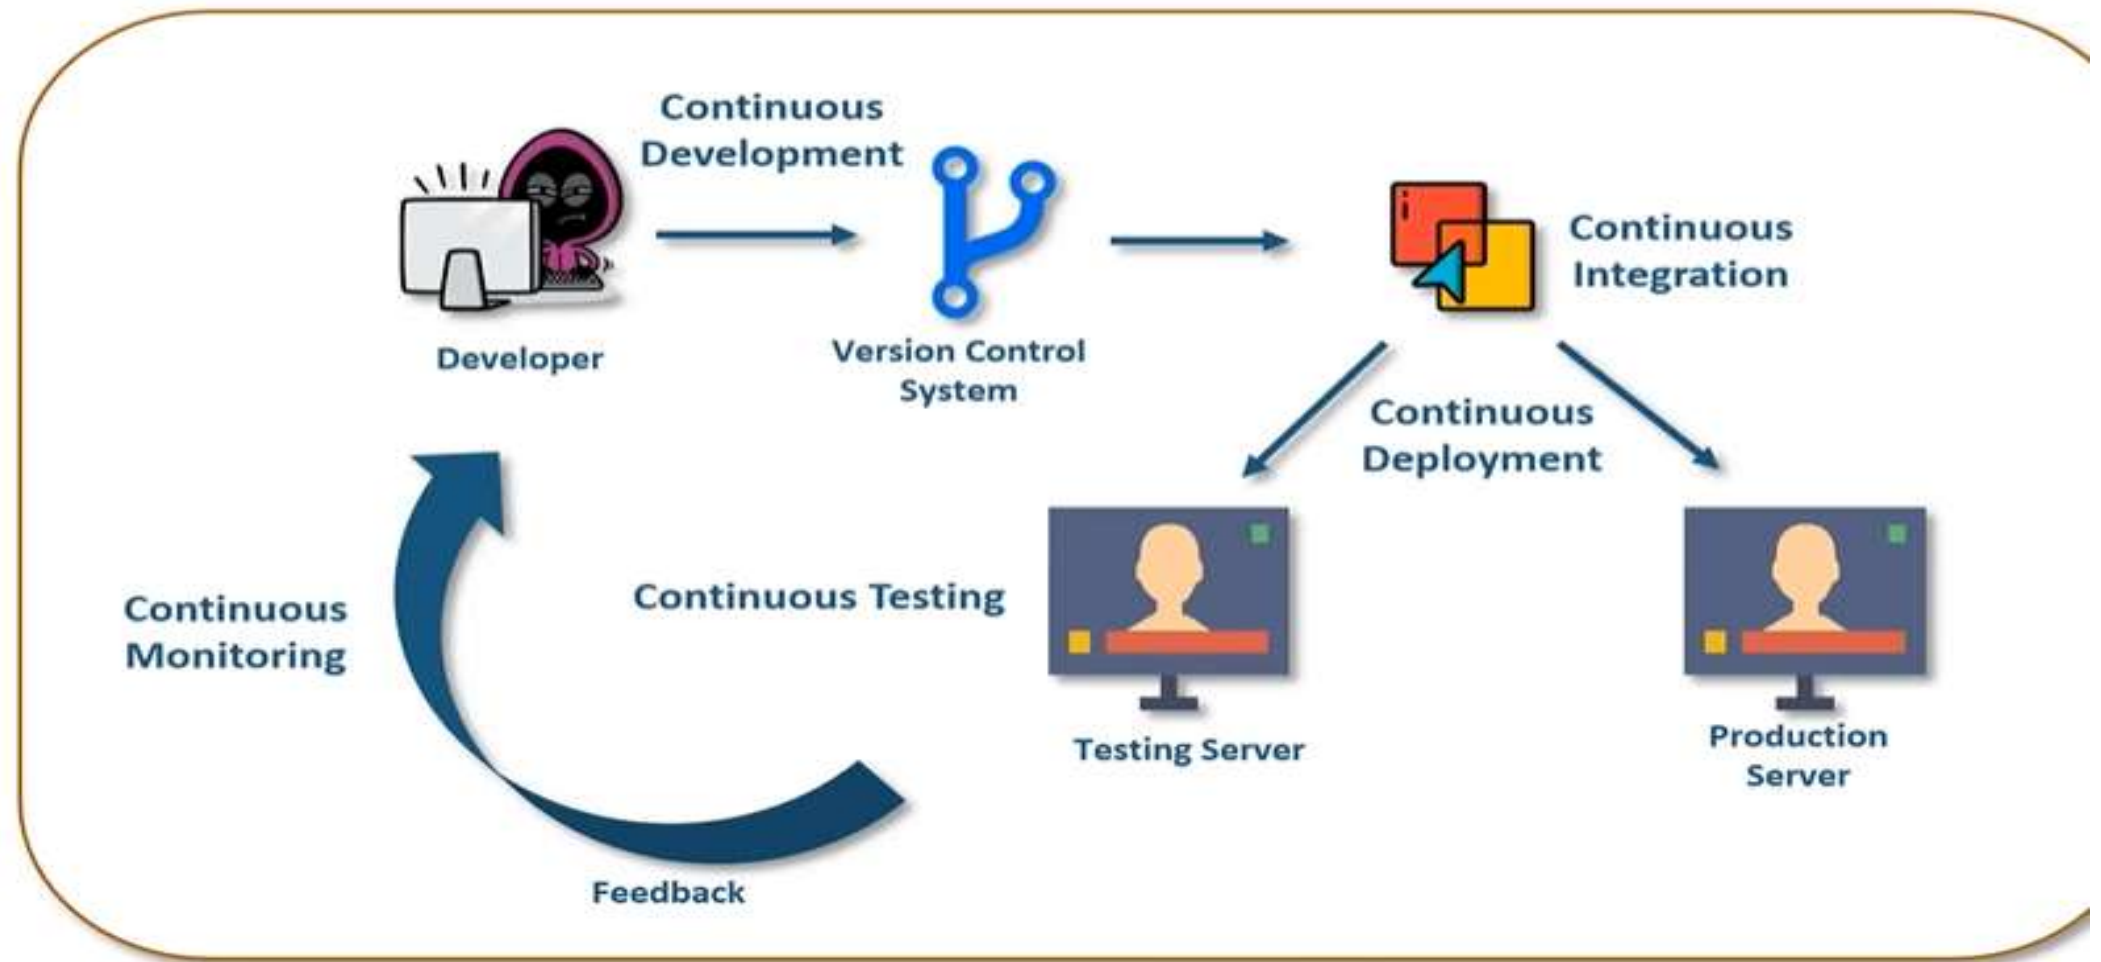 Continuous
Development
Developer
Version Control
System
Continuous
Integration
Continuous
Deployment
Continuous
Monitoring
Continuous Testing
Testing Server
Production
Server
Feedback